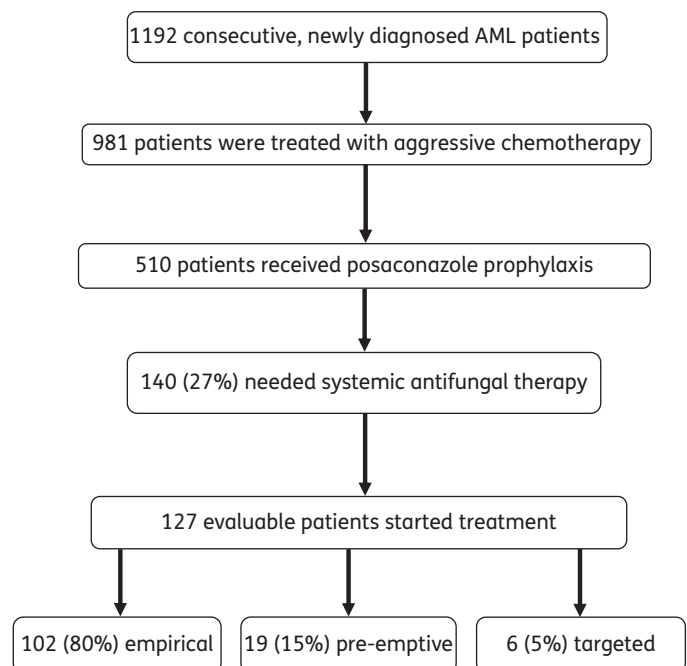 1192 consecutive, newly diagnosed AML patients
981 patients were treated with aggressive chemotherapy
510 patients received posaconazole prophylaxis
140 (27%) needed systemic antifungal therapy
127 evaluable patients started treatment
102 (80%) empirical
19 (15%) pre-emptive
6 (5%) targeted